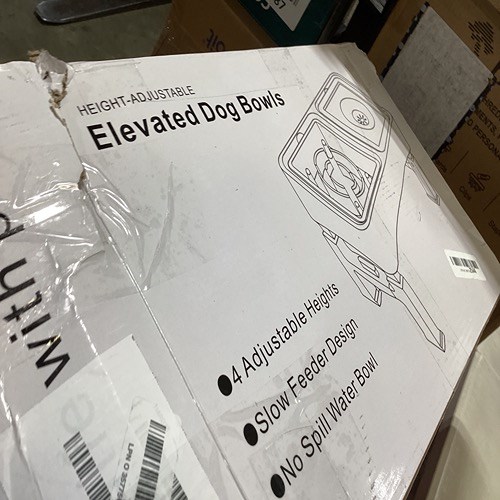 HEIGHT-ADJUSTABLE
Elevated Dog Bowls
4 Adjustable Heights
Slow Feeder Design
No Spill Water Bowl
with